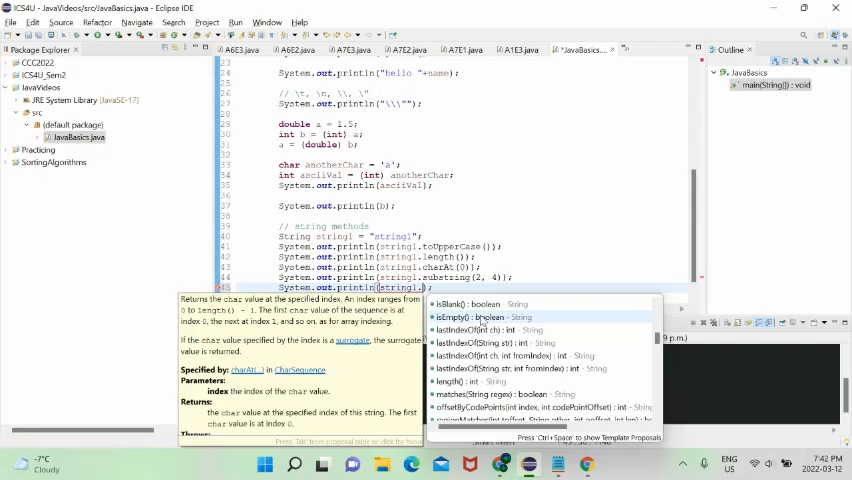 ICS4U - JavaVideos/src/JavaBasics.java - Eclipse IDE
File Edit Source Refactor Navigate Search Project Run Window Help
Package Explorer
A6E3.java A6E2.java A7E3.java A7E2.java A7E1.java A1E3.java *JavaBasics....
Outline
CCC2022
ICS4U_Sem2
JavaVideos
JRE System Library [JavaSE-17]
src
(default package)
JavaBasics.java
Practicing
SortingAlgorithms
JavaBasics
main(String[]) : void
23
24 System.out.println("hello "+name);
25
26 // \t, \n, \\, \"
27 System.out.println("\\\"");
28
29 double a = 1.5;
30 int b = (int) a;
31 a = (double) b;
32
33 char anotherChar = 'a';
34 int asciiVal = (int) anotherChar;
35 System.out.println(asciiVal);
36
37 System.out.println(b);
38
39 // string methods
40 String string1 = "string1";
41 System.out.println(string1.toUpperCase());
42 System.out.println(string1.length());
43 System.out.println(string1.charAt(0));
44 System.out.println(string1.substring(2, 4));
45 System.out.println(string1.);
Returns the char value at the specified index. An index ranges from
0 to length() - 1. The first char value of the sequence is at
index 0, the next at index 1, and so on, as for array indexing.
If the char value specified by the index is a surrogate, the surrogate
value is returned.
Specified by: charAt(...) in CharSequence
Parameters:
index the index of the char value.
Returns:
the char value at the specified index of this string. The first
char value is at index 0.
Throws:
Press 'Tab' from proposal table or click for focus
isBlank() : boolean - String
isEmpty() : boolean - String
lastIndexOf(int ch) : int - String
lastIndexOf(String str) : int - String
lastIndexOf(int ch, int fromIndex) : int - String
lastIndexOf(String str, int fromIndex) : int - String
length() : int - String
matches(String regex) : boolean - String
offsetByCodePoints(int index, int codePointOffset) : int
Press 'Ctrl+Space' to show Template Proposals
p.m.)
Smart Insert
-7°C
Cloudy
ENG
US
7:42 PM
2022-03-12